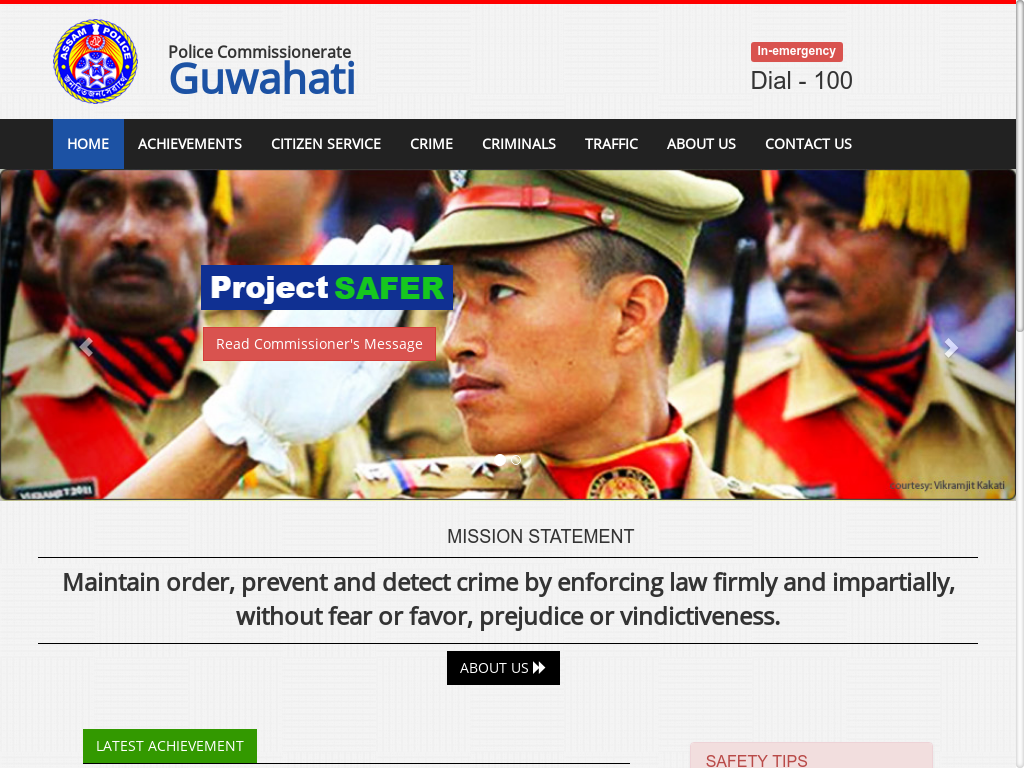 ASSAM POLICE
Police Commissionerate
Guwahati
In-emergency
Dial - 100
HOME
ACHIEVEMENTS
CITIZEN SERVICE
CRIME
CRIMINALS
TRAFFIC
ABOUT US
CONTACT US
Project SAFER
Read Commissioner's Message
VIKRAMJIT 2011
courtesy: Vikramjit Kakati
MISSION STATEMENT
Maintain order, prevent and detect crime by enforcing law firmly and impartially,
without fear or favor, prejudice or vindictiveness.
ABOUT US
LATEST ACHIEVEMENT
SAFETY TIPS